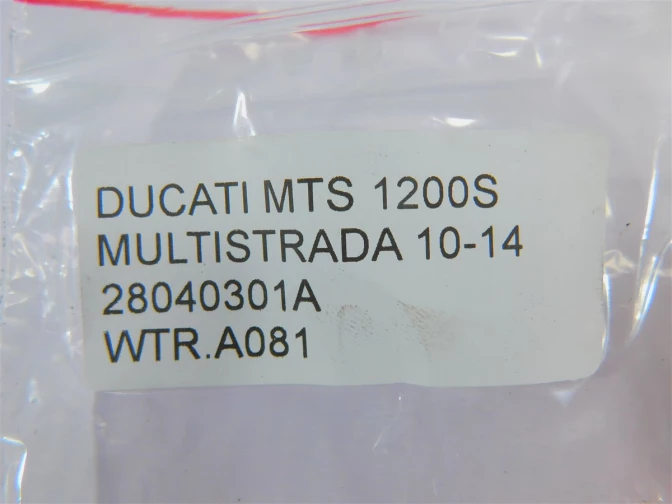 DUCATI MTS 1200S
MULTISTRADA 10-14
28040301A
WTR.A081